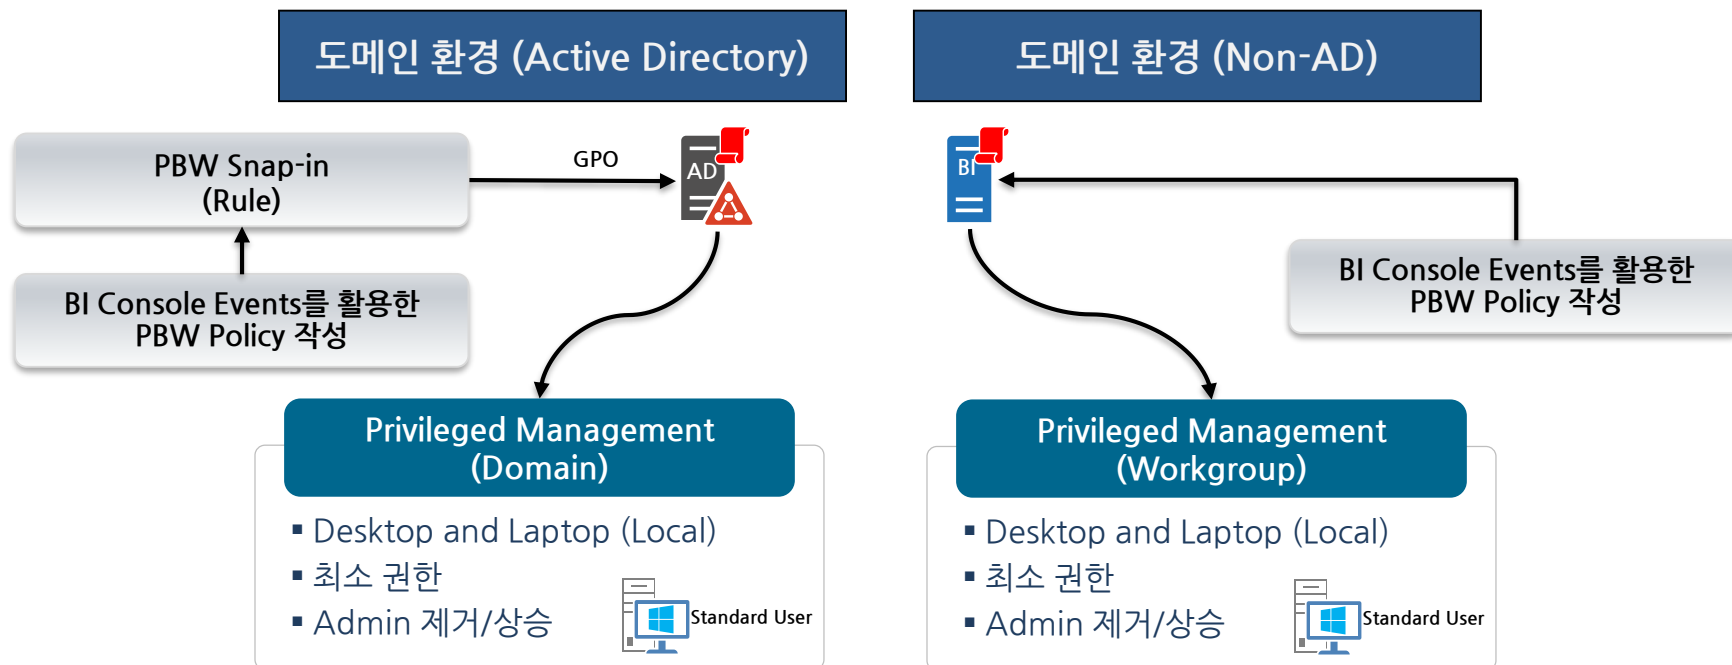 도메인 환경 (Active Directory)
도메인 환경 (Non-AD)
PBW Snap-in
(Rule)
GPO
AD
BI
BI Console Events를 활용한
PBW Policy 작성
BI Console Events를 활용한
PBW Policy 작성
Privileged Management
(Domain)
▪ Desktop and Laptop (Local)
▪ 최소 권한
▪ Admin 제거/상승
Standard User
Privileged Management
(Workgroup)
▪ Desktop and Laptop (Local)
▪ 최소 권한
▪ Admin 제거/상승
Standard User